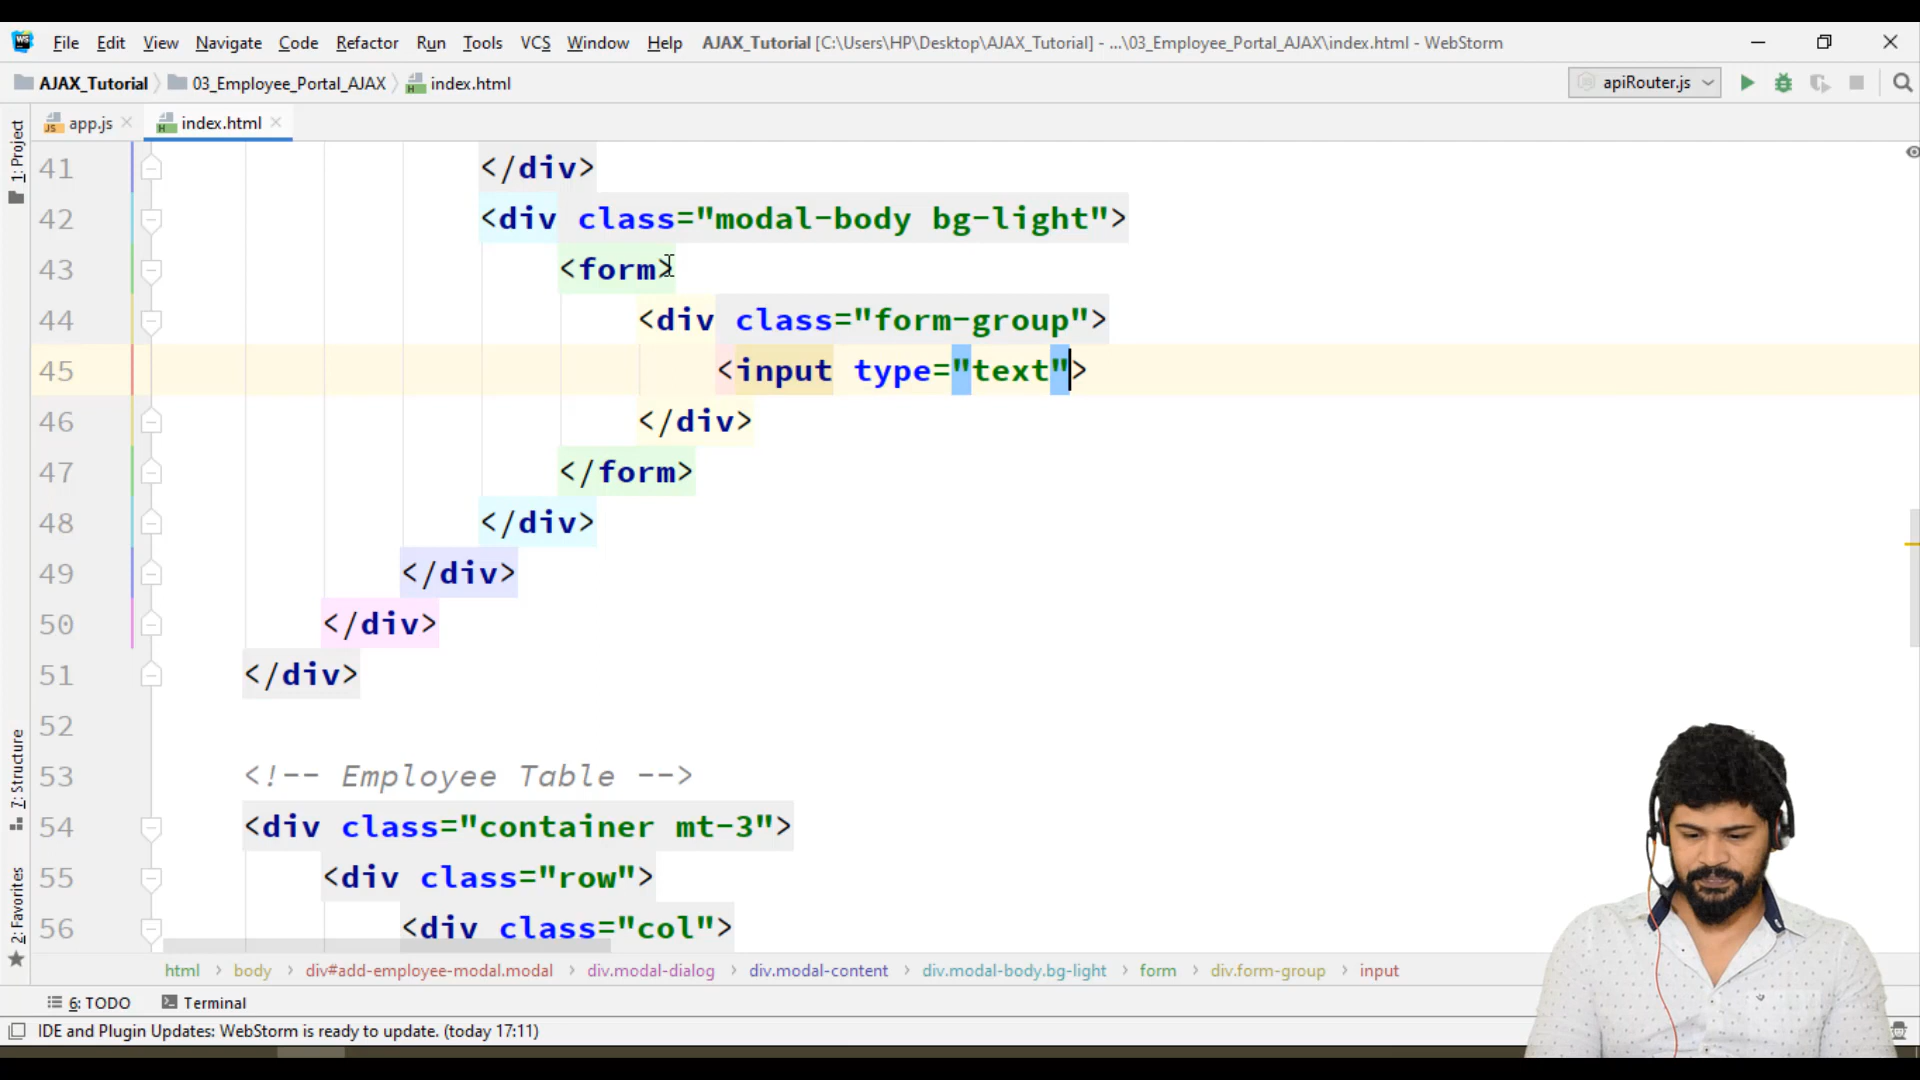 File Edit View Navigate Code Refactor Run Tools VCS Window Help AJAX_Tutorial [C:\Users\HP\Desktop\AJAX_Tutorial] - ...\03_Employee_Portal_AJAX\index.html - WebStorm
AJAX_Tutorial 03_Employee_Portal_AJAX index.html apiRouter.js
app.js index.html
1: Project
7: Structure
2: Favorites
41 </div>
42 <div class="modal-body bg-light">
43 <form>
44 <div class="form-group">
45 <input type="text">
46 </div>
47 </form>
48 </div>
49 </div>
50 </div>
51 </div>
52
53 <!-- Employee Table -->
54 <div class="container mt-3">
55 <div class="row">
56 <div class="col">
html body div#add-employee-modal.modal div.modal-dialog div.modal-content div.modal-body.bg-light form div.form-group input
6: TODO Terminal
IDE and Plugin Updates: WebStorm is ready to update. (today 17:11)